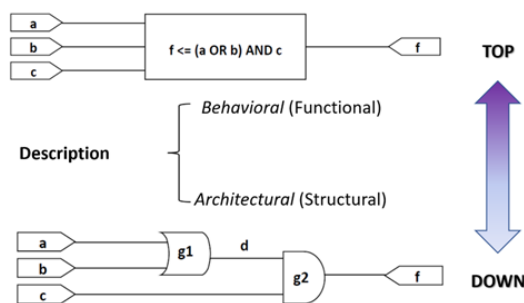 a
b
c
f <= (a OR b) AND c
f
TOP
Behavioral (Functional)
Description
Architectural (Structural)
a
b
c
g1
d
g2
f
DOWN